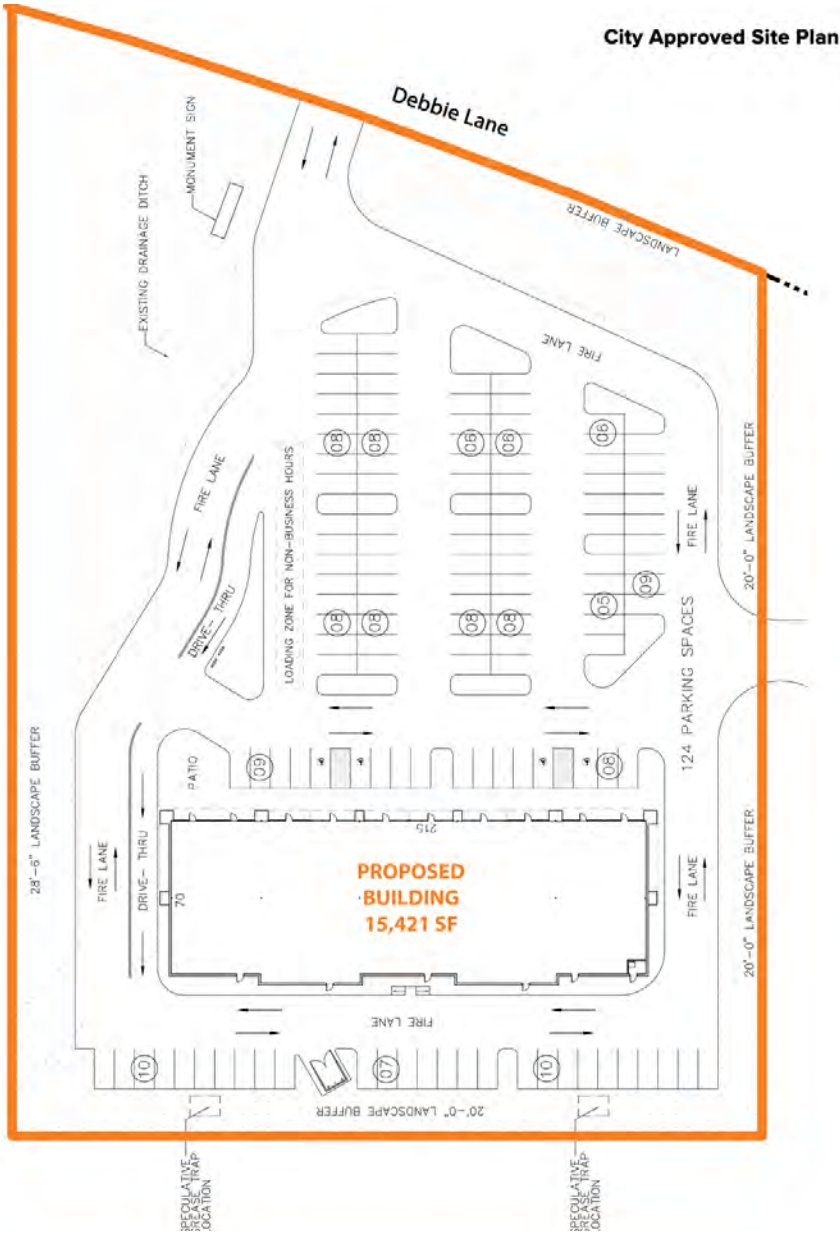 City Approved Site Plan
Debbie Lane
MONUMENT SIGN
EXISTING DRAINAGE DITCH
LANDSCAPE BUFFER
FIRE LANE
FIRE LANE
DRIVE- THRU
LOADING ZONE FOR NON-BUSINESS HOURS
08
08
06
06
06
08
08
08
08
05
09
FIRE LANE
20'-0" LANDSCAPE BUFFER
124 PARKING SPACES
28'-6" LANDSCAPE BUFFER
PATIO
09
08
FIRE LANE
DRIVE- THRU
70
215
PROPOSED
BUILDING
15,421 SF
FIRE LANE
20'-0" LANDSCAPE BUFFER
FIRE LANE
10
07
10
20'-0" LANDSCAPE BUFFER
SPECULATIVE
GREASE TRAP
LOCATION
SPECULATIVE
GREASE TRAP
LOCATION